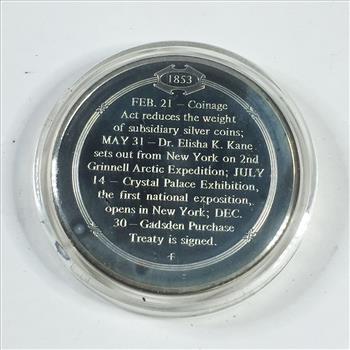 1853
FEB. 21 — Coinage
Act reduces the weight
of subsidiary silver coins;
MAY 31 — Dr. Elisha K. Kane
sets out from New York on 2nd
Grinnell Arctic Expedition; JULY
14 — Crystal Palace Exhibition,
the first national exposition,
opens in New York; DEC.
30 — Gadsden Purchase
Treaty is signed.